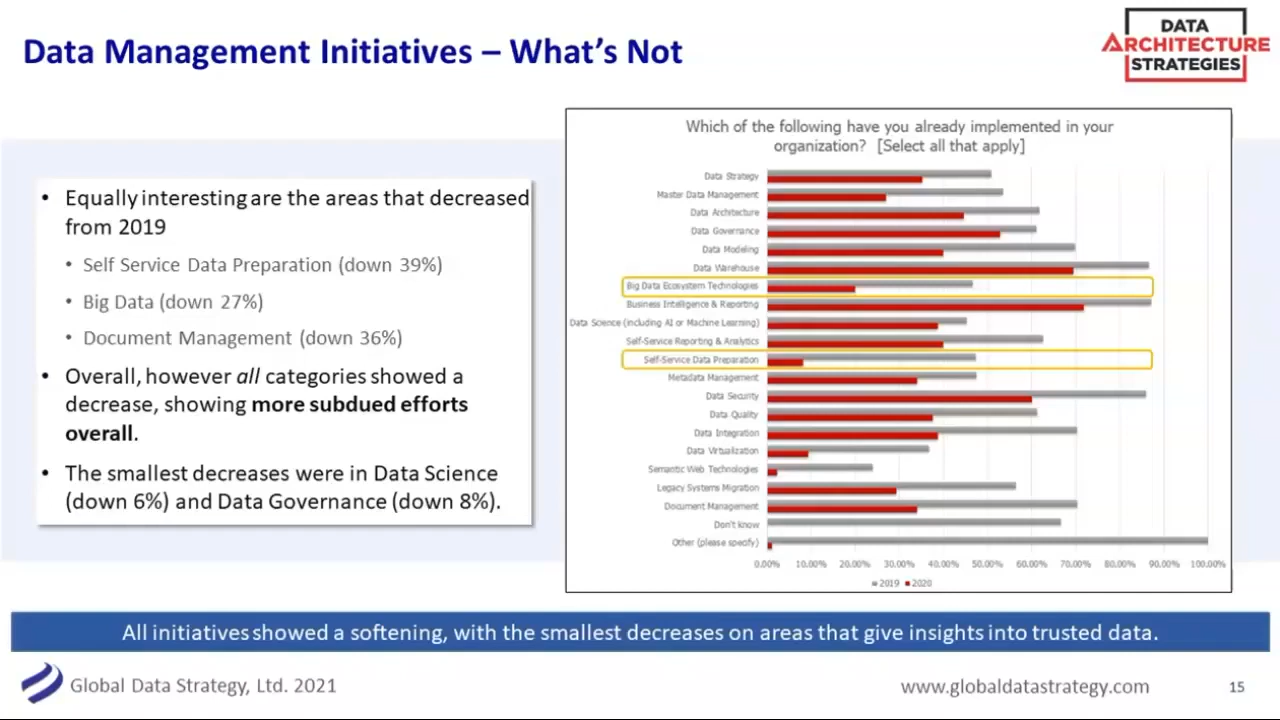 Data Management Initiatives – What's Not
DATA
ARCHITECTURE
STRATEGIES
• Equally interesting are the areas that decreased
from 2019
• Self Service Data Preparation (down 39%)
• Big Data (down 27%)
• Document Management (down 36%)
• Overall, however all categories showed a
decrease, showing more subdued efforts
overall.
• The smallest decreases were in Data Science
(down 6%) and Data Governance (down 8%).
Which of the following have you already implemented in your
organization? [Select all that apply]
Data Strategy
Master Data Management
Data Architecture
Data Governance
Data Modeling
Data Warehouse
Big Data Ecosystem Technologies
Business Intelligence & Reporting
Data Science (including AI or Machine Learning)
Self-Service Reporting & Analytics
Self-Service Data Preparation
Metadata Management
Data Security
Data Quality
Data Integration
Data Virtualization
Semantic Web Technologies
Legacy Systems Migration
Document Management
Don't know
Other (please specify)
0.00% 10.00% 20.00% 30.00% 40.00% 50.00% 60.00% 70.00% 80.00% 90.00% 100.00%
2019 2020
All initiatives showed a softening, with the smallest decreases on areas that give insights into trusted data.
Global Data Strategy, Ltd. 2021
www.globaldatastrategy.com
15